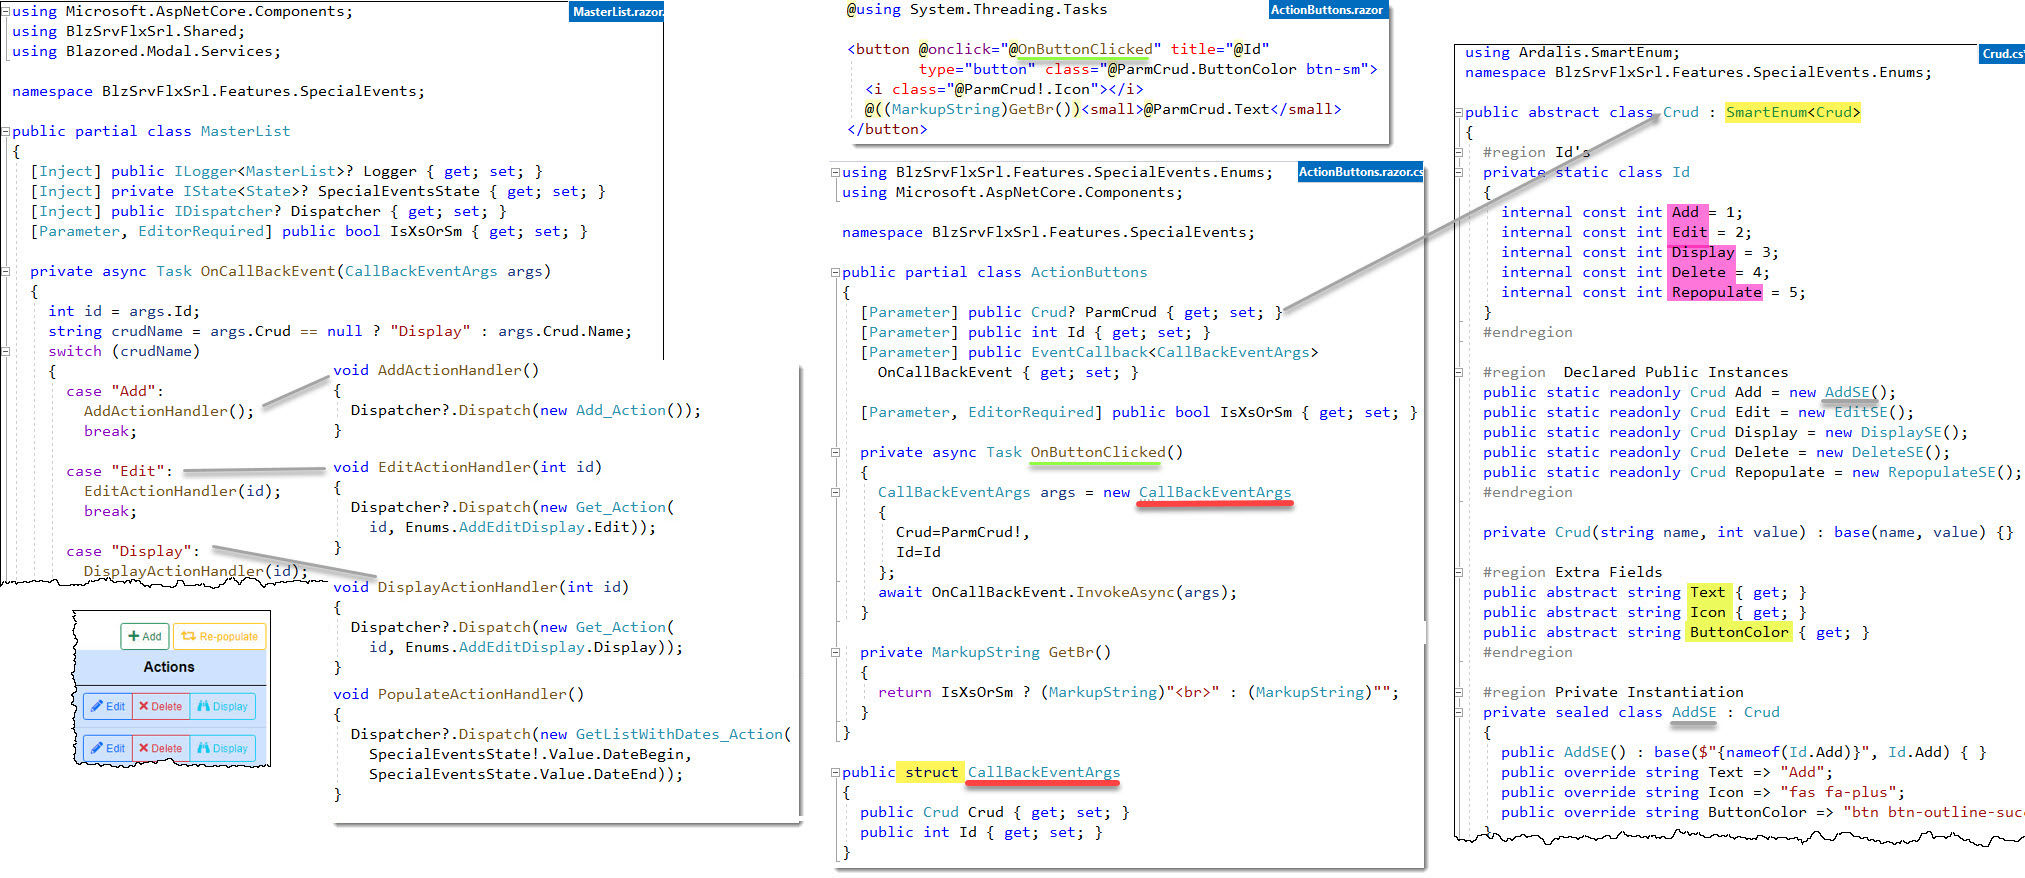 MasterList.razor.
using Microsoft.AspNetCore.Components;
using BlzSrvFlxSrl.Shared;
using Blazored.Modal.Services;
namespace BlzSrvFlxSrl.Features.SpecialEvents;
public partial class MasterList
{
[Inject] public ILogger<MasterList>? Logger { get; set; }
[Inject] private IState<State>? SpecialEventsState { get; set; }
[Inject] public IDispatcher? Dispatcher { get; set; }
[Parameter, EditorRequired] public bool IsXsOrSm { get; set; }
private async Task OnCallBackEvent(CallBackEventArgs args)
{
int id = args.Id;
string crudName = args.Crud == null ? "Display" : args.Crud.Name;
switch (crudName)
{
case "Add":
AddActionHandler();
break;
case "Edit":
EditActionHandler(id);
break;
case "Display":
DisplayActionHandler(id);
void AddActionHandler()
{
Dispatcher?.Dispatch(new Add_Action());
}
void EditActionHandler(int id)
{
Dispatcher?.Dispatch(new Get_Action(
id, Enums.AddEditDisplay.Edit));
}
void DisplayActionHandler(int id)
{
Dispatcher?.Dispatch(new Get_Action(
id, Enums.AddEditDisplay.Display));
}
void PopulateActionHandler()
{
Dispatcher?.Dispatch(new GetListWithDates_Action(
SpecialEventsState!.Value.DateBegin,
SpecialEventsState.Value.DateEnd));
}
Add Re-populate
Actions
Edit Delete Display
Edit Delete Display
ActionButtons.razor
@using System.Threading.Tasks
<button @onclick="@OnButtonClicked" title="@Id"
type="button" class="@ParmCrud.ButtonColor btn-sm">
<i class="@ParmCrud!.Icon"></i>
@((MarkupString)GetBr())<small>@ParmCrud.Text</small>
</button>
ActionButtons.razor.cs
using BlzSrvFlxSrl.Features.SpecialEvents.Enums;
using Microsoft.AspNetCore.Components;
namespace BlzSrvFlxSrl.Features.SpecialEvents;
public partial class ActionButtons
{
[Parameter] public Crud? ParmCrud { get; set; }
[Parameter] public int Id { get; set; }
[Parameter] public EventCallback<CallBackEventArgs>
OnCallBackEvent { get; set; }
[Parameter, EditorRequired] public bool IsXsOrSm { get; set; }
private async Task OnButtonClicked()
{
CallBackEventArgs args = new CallBackEventArgs
{
Crud=ParmCrud!,
Id=Id
};
await OnCallBackEvent.InvokeAsync(args);
}
private MarkupString GetBr()
{
return IsXsOrSm ? (MarkupString)"<br>" : (MarkupString)"";
}
}
public struct CallBackEventArgs
{
public Crud Crud { get; set; }
public int Id { get; set; }
}
Crud.cs
using Ardalis.SmartEnum;
namespace BlzSrvFlxSrl.Features.SpecialEvents.Enums;
public abstract class Crud : SmartEnum<Crud>
{
#region Id's
private static class Id
{
internal const int Add = 1;
internal const int Edit = 2;
internal const int Display = 3;
internal const int Delete = 4;
internal const int Repopulate = 5;
}
#endregion
#region Declared Public Instances
public static readonly Crud Add = new AddSE();
public static readonly Crud Edit = new EditSE();
public static readonly Crud Display = new DisplaySE();
public static readonly Crud Delete = new DeleteSE();
public static readonly Crud Repopulate = new RepopulateSE();
#endregion
private Crud(string name, int value) : base(name, value) {}
#region Extra Fields
public abstract string Text { get; }
public abstract string Icon { get; }
public abstract string ButtonColor { get; }
#endregion
#region Private Instantiation
private sealed class AddSE : Crud
{
public AddSE() : base($"{nameof(Id.Add)}", Id.Add) { }
public override string Text => "Add";
public override string Icon => "fas fa-plus";
public override string ButtonColor => "btn btn-outline-suc
}